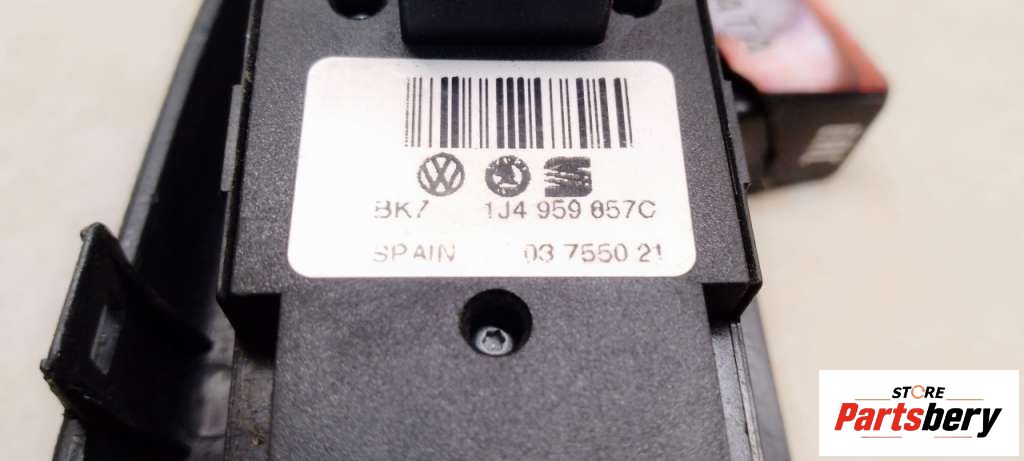 BK7 1J4 959 857C
SPAIN 03 7550 21
STORE
Partsbery